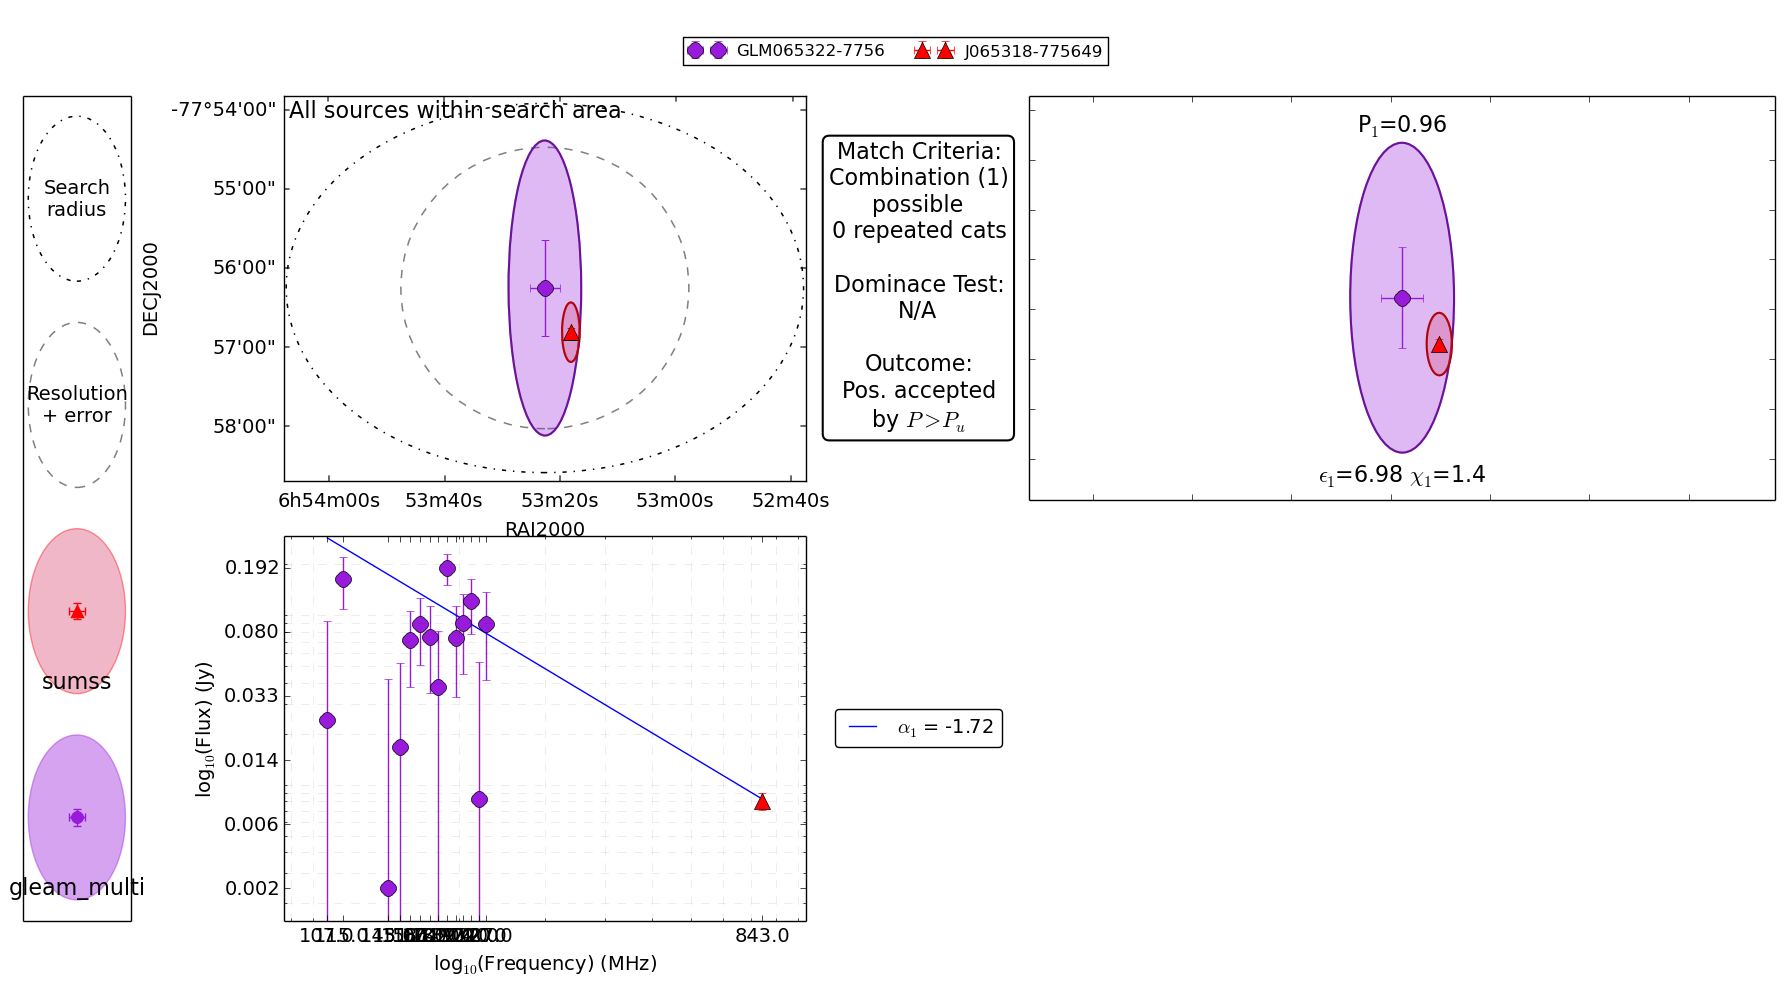 GLM065322-7756 J065318-775649
Search
radius
Resolution
+ error
sumss
gleam_multi
All sources within search area
DECJ2000
-77°54'00"
55'00"
56'00"
57'00"
58'00"
6h54m00s 53m40s 53m20s 53m00s 52m40s
RAJ2000
Match Criteria:
Combination (1)
possible
0 repeated cats
Dominace Test:
N/A
Outcome:
Pos. accepted
by P>Pu
P1=0.96
ϵ1=6.98 χ1=1.4
log10(Flux) (Jy)
0.192
0.080
0.033
0.014
0.006
0.002
843.0
log10(Frequency) (MHz)
α1 = -1.72